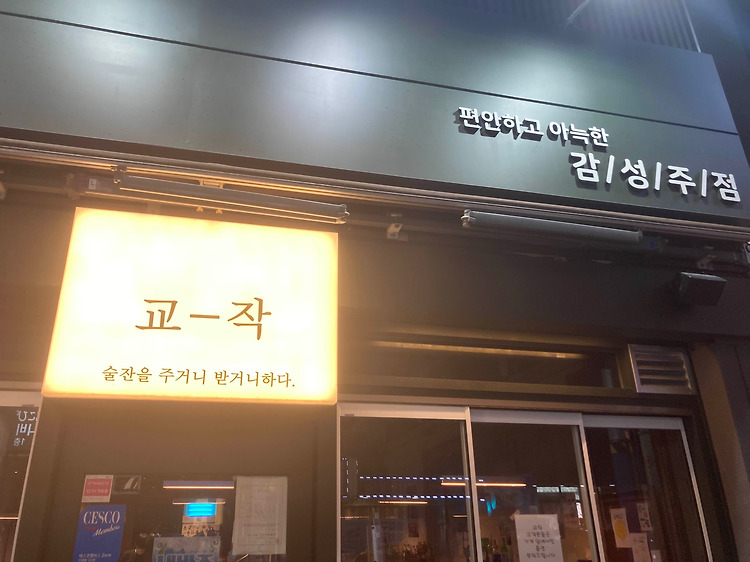 편안하고 아늑한
감/성/주/점
교-작
술잔을 주거니 받거니하다.
CESCO
Members